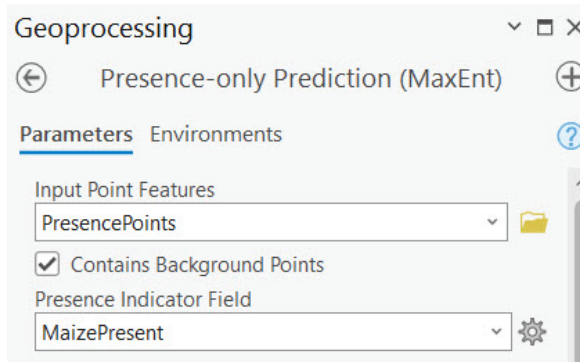 Geoprocessing
Presence-only Prediction (MaxEnt)
Parameters Environments
Input Point Features
PresencePoints
Contains Background Points
Presence Indicator Field
MaizePresent